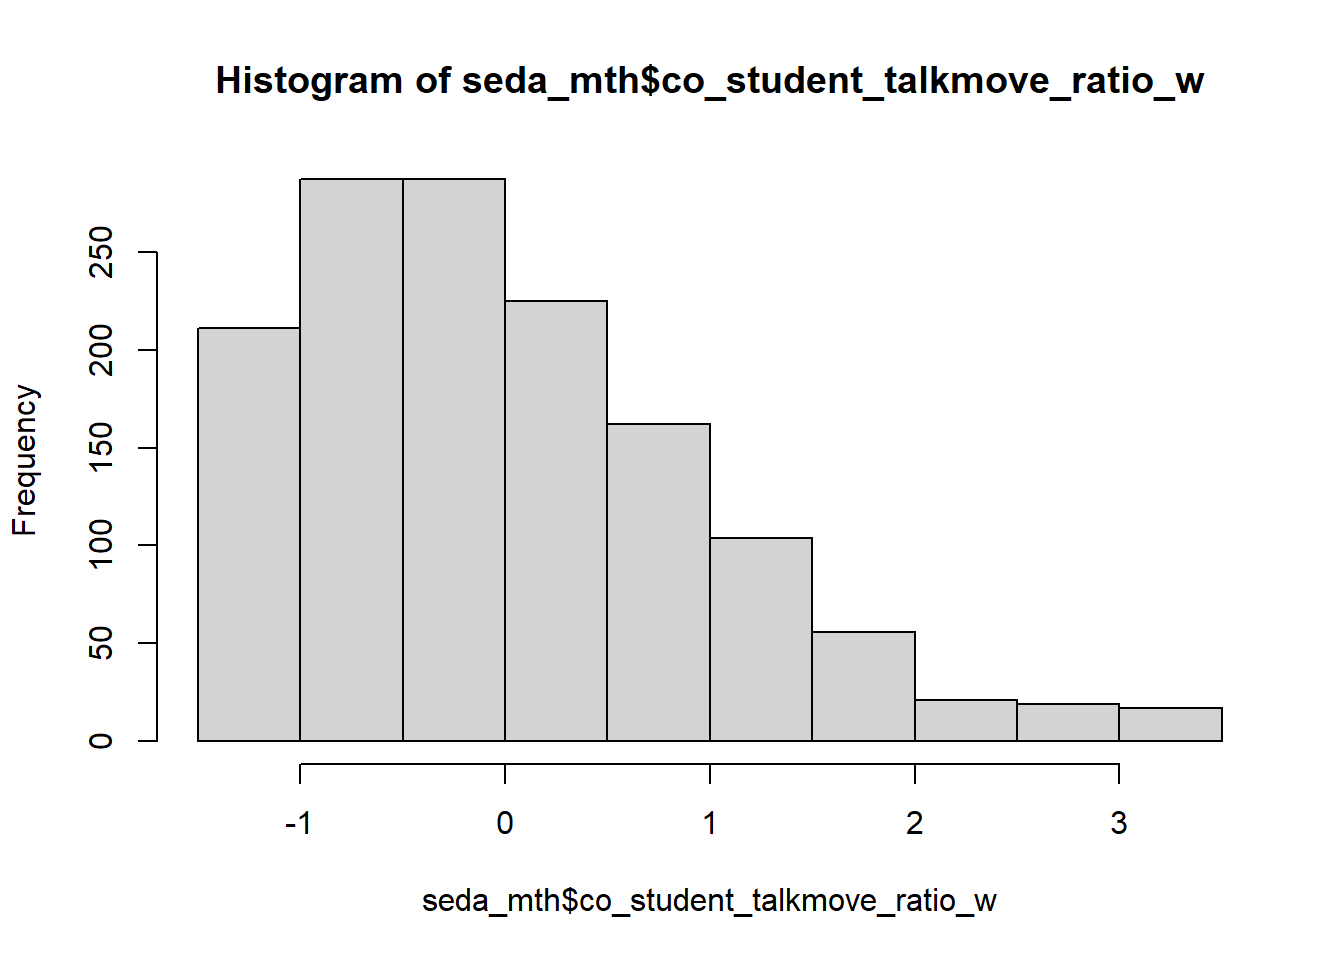 Histogram of seda_mth$co_student_talkmove_ratio_w
Frequency
250
200
150
100
50
0
-1 0 1 2 3
seda_mth$co_student_talkmove_ratio_w